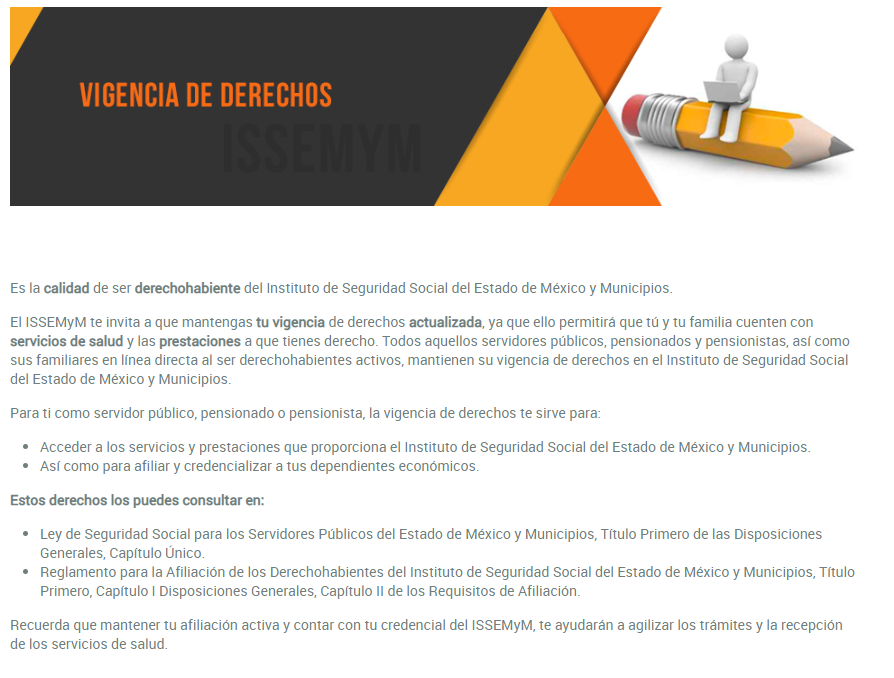 VIGENCIA DE DERECHOS
ISSEMYM
Es la calidad de ser derechohabiente del Instituto de Seguridad Social del Estado de México y Municipios.
El ISSEMyM te invita a que mantengas tu vigencia de derechos actualizada, ya que ello permitirá que tú y tu familia cuenten con
servicios de salud y las prestaciones a que tienes derecho. Todos aquellos servidores públicos, pensionados y pensionistas, así como
sus familiares en línea directa al ser derechohabientes activos, mantienen su vigencia de derechos en el Instituto de Seguridad Social
del Estado de México y Municipios.
Para ti como servidor público, pensionado o pensionista, la vigencia de derechos te sirve para:
• Acceder a los servicios y prestaciones que proporciona el Instituto de Seguridad Social del Estado de México y Municipios.
• Así como para afiliar y credencializar a tus dependientes económicos.
Estos derechos los puedes consultar en:
• Ley de Seguridad Social para los Servidores Públicos del Estado de México y Municipios, Título Primero de las Disposiciones
Generales, Capítulo Único.
• Reglamento para la Afiliación de los Derechohabientes del Instituto de Seguridad Social del Estado de México y Municipios, Título
Primero, Capítulo I Disposiciones Generales, Capítulo II de los Requisitos de Afiliación.
Recuerda que mantener tu afiliación activa y contar con tu credencial del ISSEMyM, te ayudarán a agilizar los trámites y la recepción
de los servicios de salud.